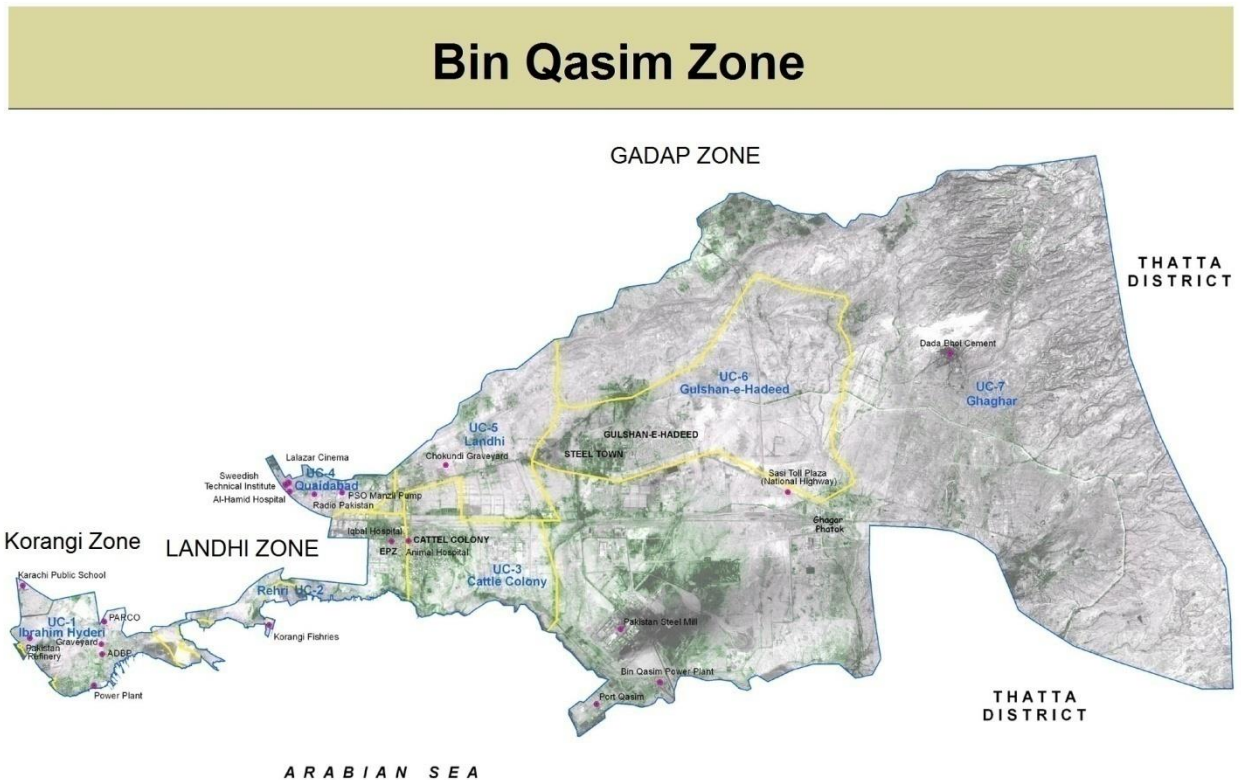 Bin Qasim Zone
GADAP ZONE
THATTA
DISTRICT
Dada Bhol Cement
UC-6
Gulshan-e-Hadeed
UC-7
Ghaghar
UC-5
Landhi
GULSHAN-E-HADEED
Chokundi Graveyard
STEEL TOWN
Lalazar Cinema
Sweedish
Technical Institute
Al-Hamid Hospital
UC-4
Quaidabad
PSO Manzil Pump
Radio Pakistan
Sasi Toll Plaza
(National Highway)
Ghagar
Phatak
Iqbal Hospital
Korangi Zone
LANDHI ZONE
CATTEL COLONY
EPZ
Animal Hospital
UC-3
Cattle Colony
Karachi Public School
Rehri UC-2
PARCO
UC-1
Ibrahim Hyderi
Korangi Fishries
Graveyard
Pakistan
Refinery
ADBP
Power Plant
Pakistan Steel Mill
Bin Qasim Power Plant
Port Qasim
THATTA
DISTRICT
ARABIAN SEA